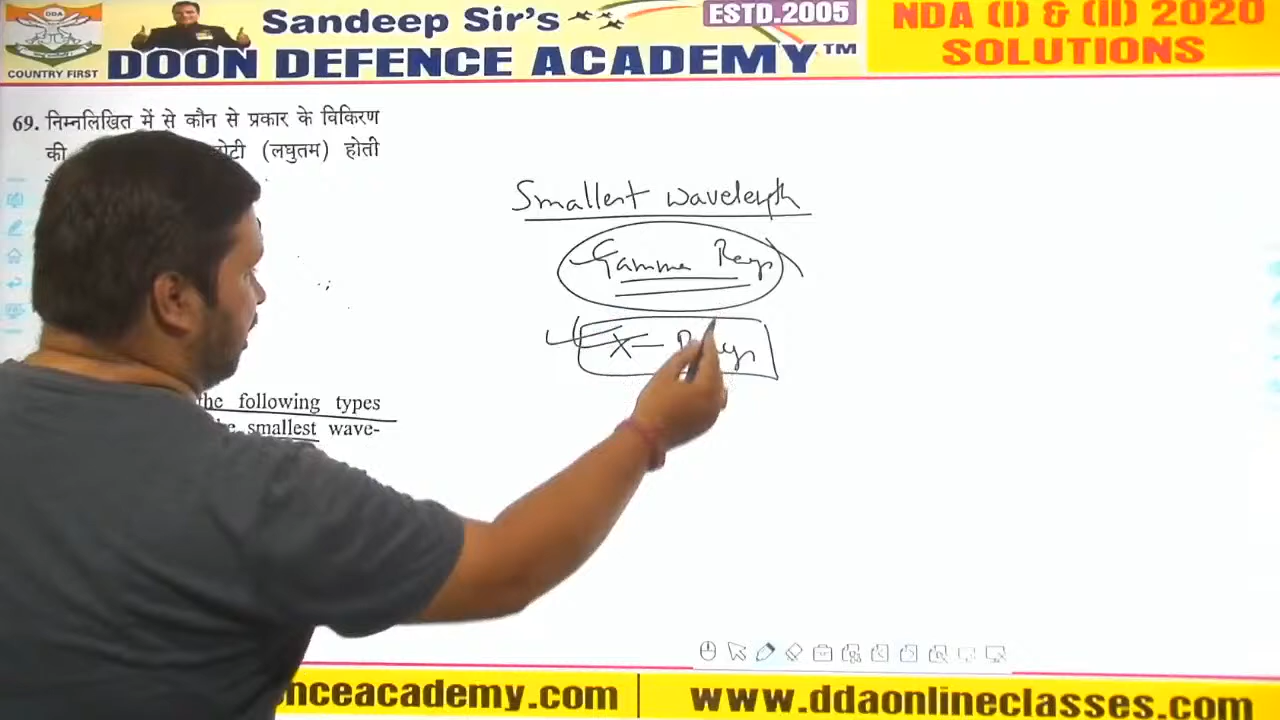 DDA
COUNTRY FIRST
Sandeep Sir's
ESTD.2005
DOON DEFENCE ACADEMY™
NDA (I) & (II) 2020
SOLUTIONS
69. निम्नलिखित में से कौन से प्रकार के विकिरण
की (लघुतम) होती
Smallest wavelength
Gamma Rays
X- Rays
the following types
smallest wave-
nceacademy.com
www.ddaonlineclasses.com